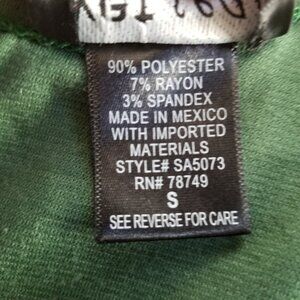 90% POLYESTER
7% RAYON
3% SPANDEX
MADE IN MEXICO
WITH IMPORTED
MATERIALS
STYLE# SA5073
RN# 78749
S
SEE REVERSE FOR CARE